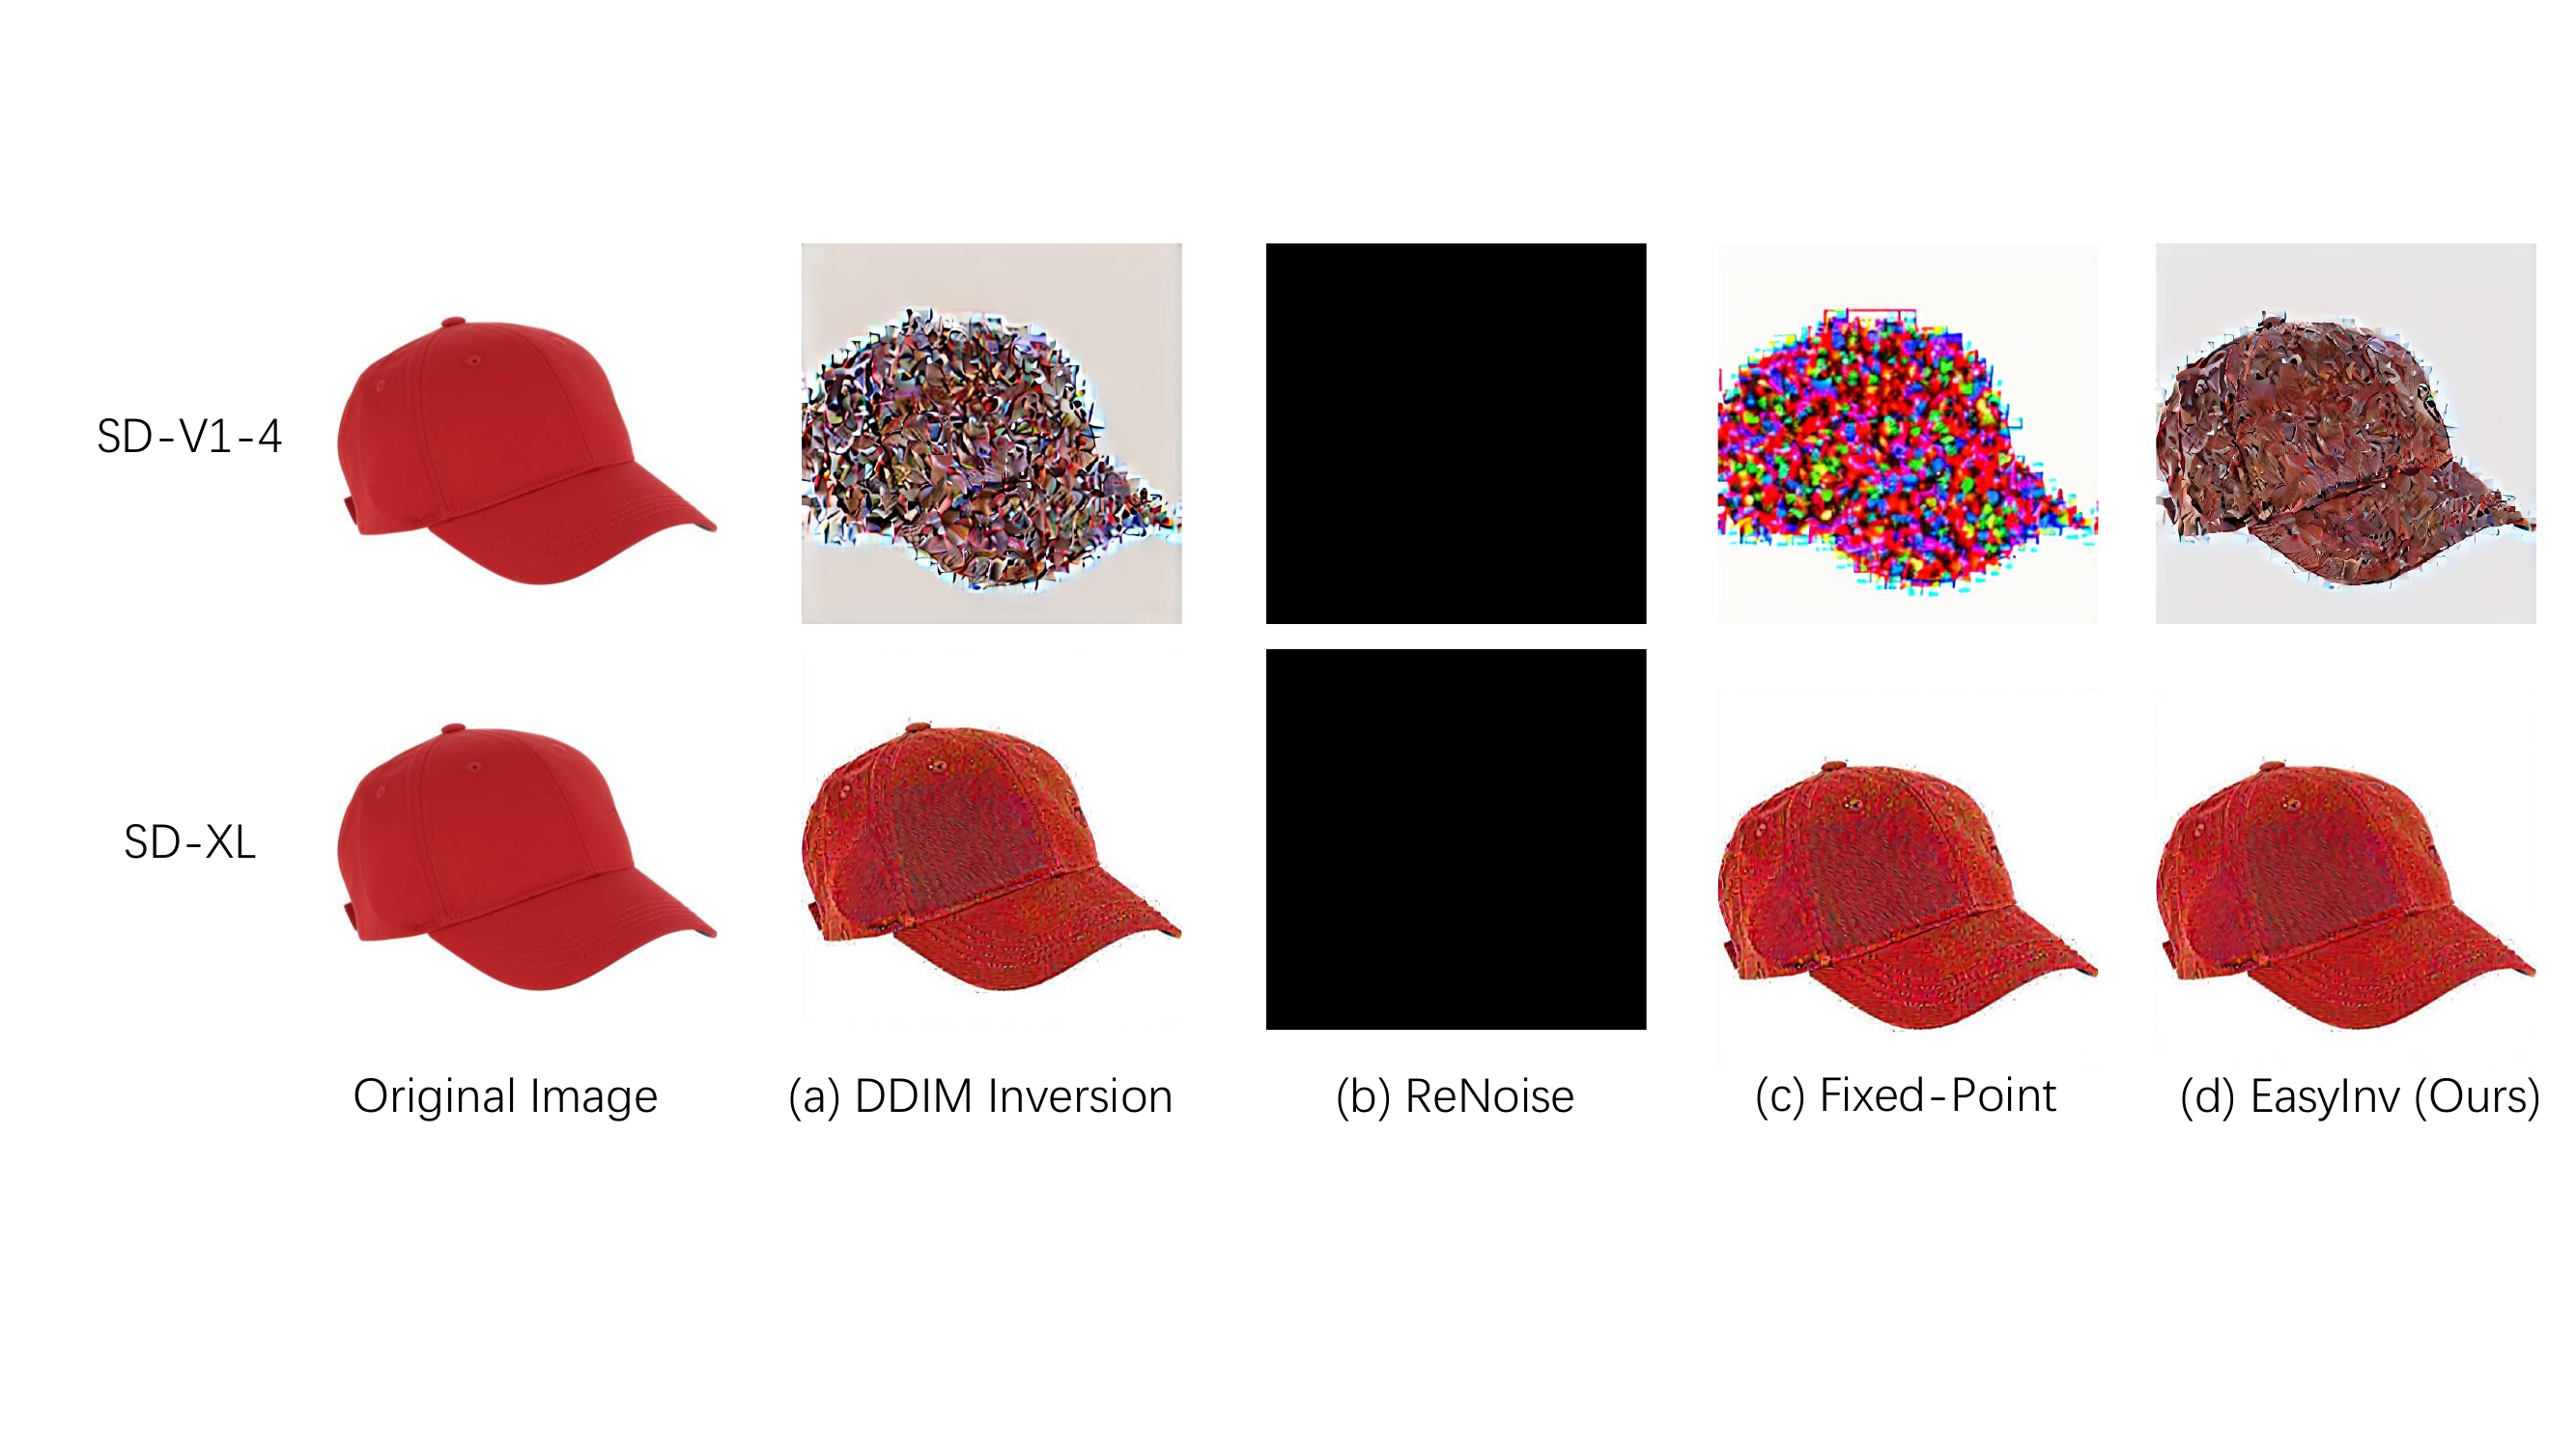 SD-V1-4
SD-XL
Original Image
(a) DDIM Inversion
(b) ReNoise
(c) Fixed-Point
(d) EasyInv (Ours)